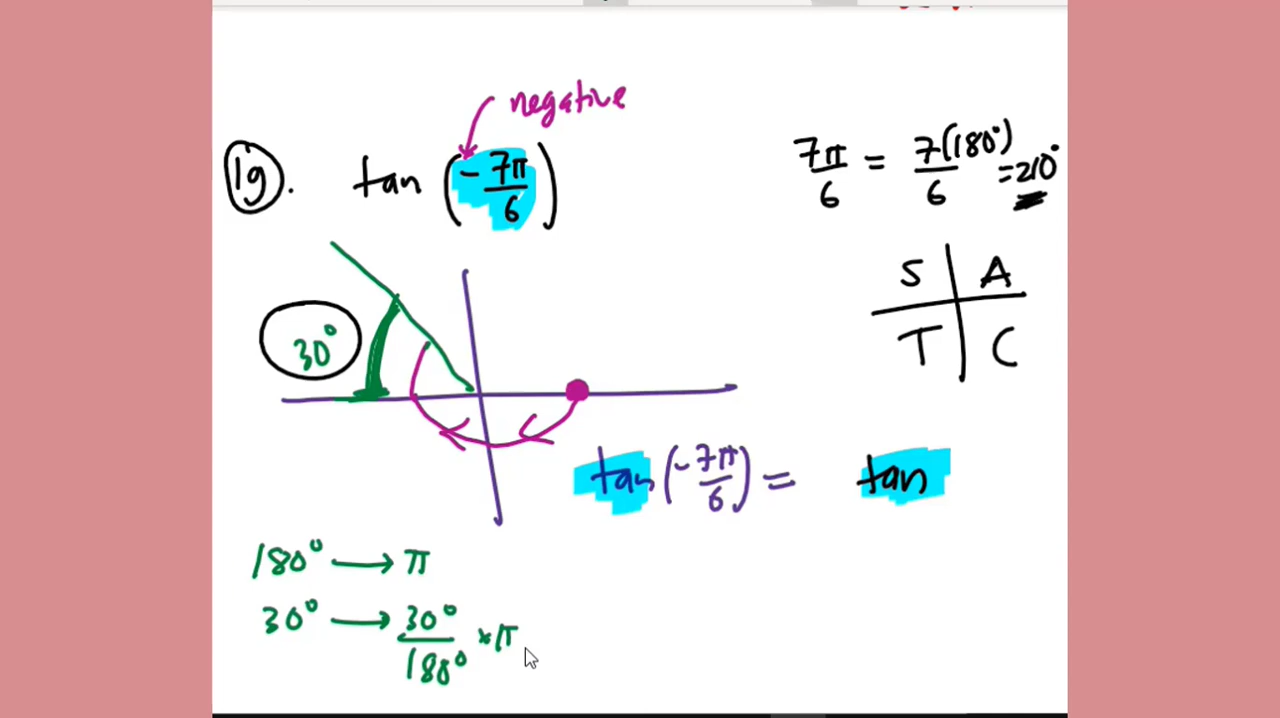 negative
1g. tan (-7π/6)
7π/6 = 7(180°)/6 = 210°
S A
T C
30°
tan (-7π/6) = tan
180° → π
30° → 30°/180° × π